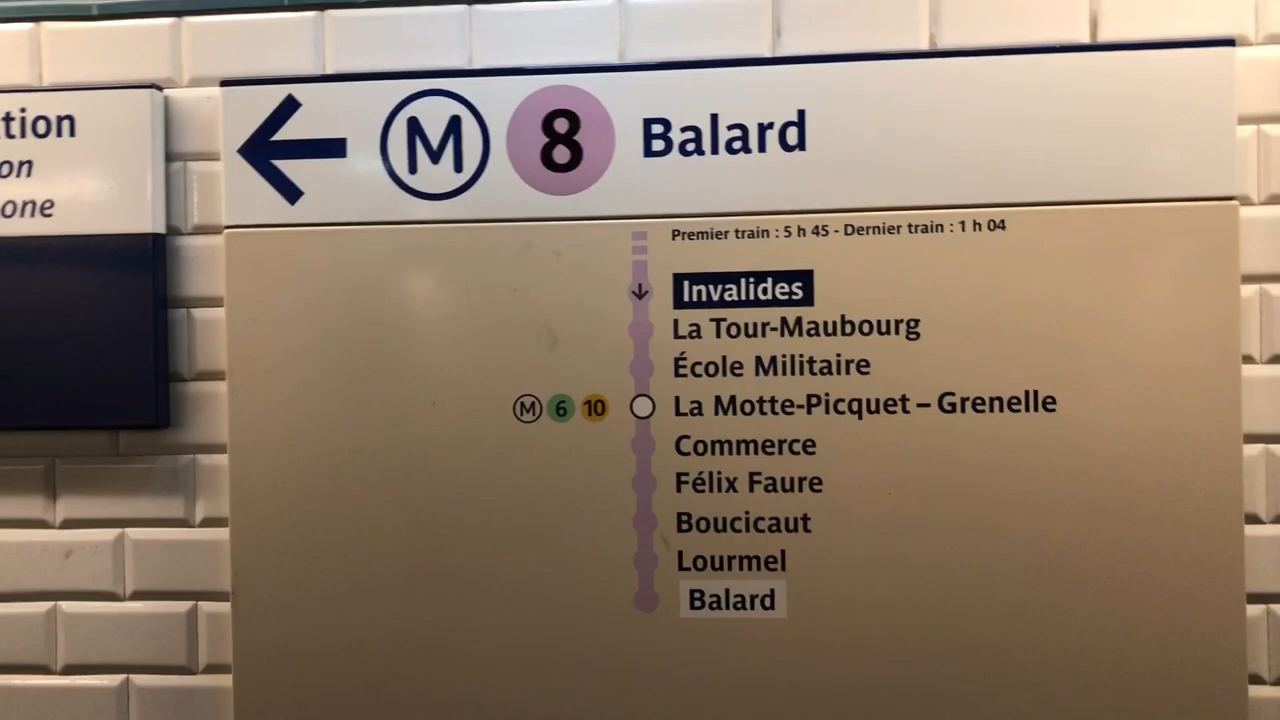 tion
on
one
M 8 Balard
Premier train : 5 h 45 - Dernier train : 1 h 04
Invalides
La Tour-Maubourg
École Militaire
M 6 10 La Motte-Picquet – Grenelle
Commerce
Félix Faure
Boucicaut
Lourmel
Balard